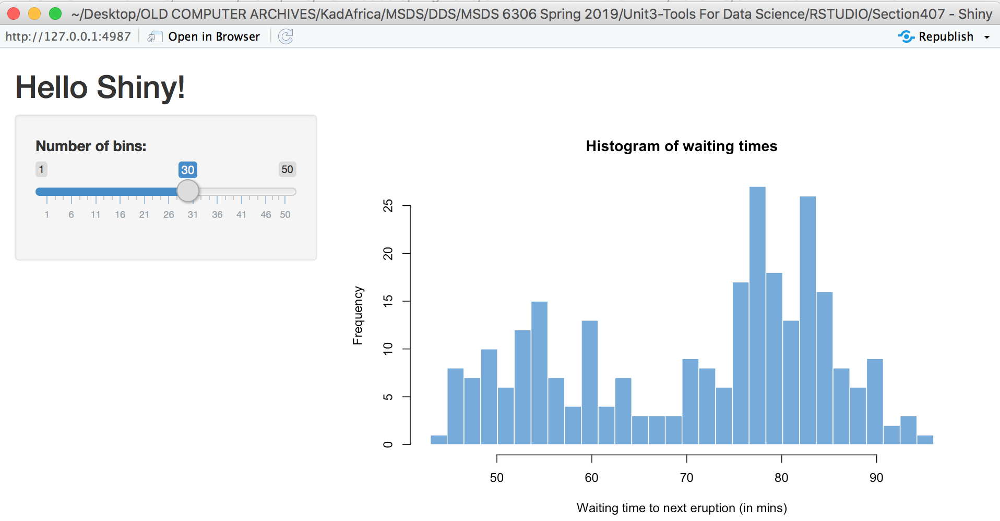 ~/Desktop/OLD COMPUTER ARCHIVES/KadAfrica/MSDS/DDS/MSDS 6306 Spring 2019/Unit3-Tools For Data Science/RSTUDIO/Section407 - Shiny
http://127.0.0.1:4987 Open in Browser Republish
Hello Shiny!
Number of bins:
1 30 50
1 6 11 16 21 26 31 36 41 46 50
Histogram of waiting times
Frequency
25
20
15
10
5
0
50 60 70 80 90
Waiting time to next eruption (in mins)